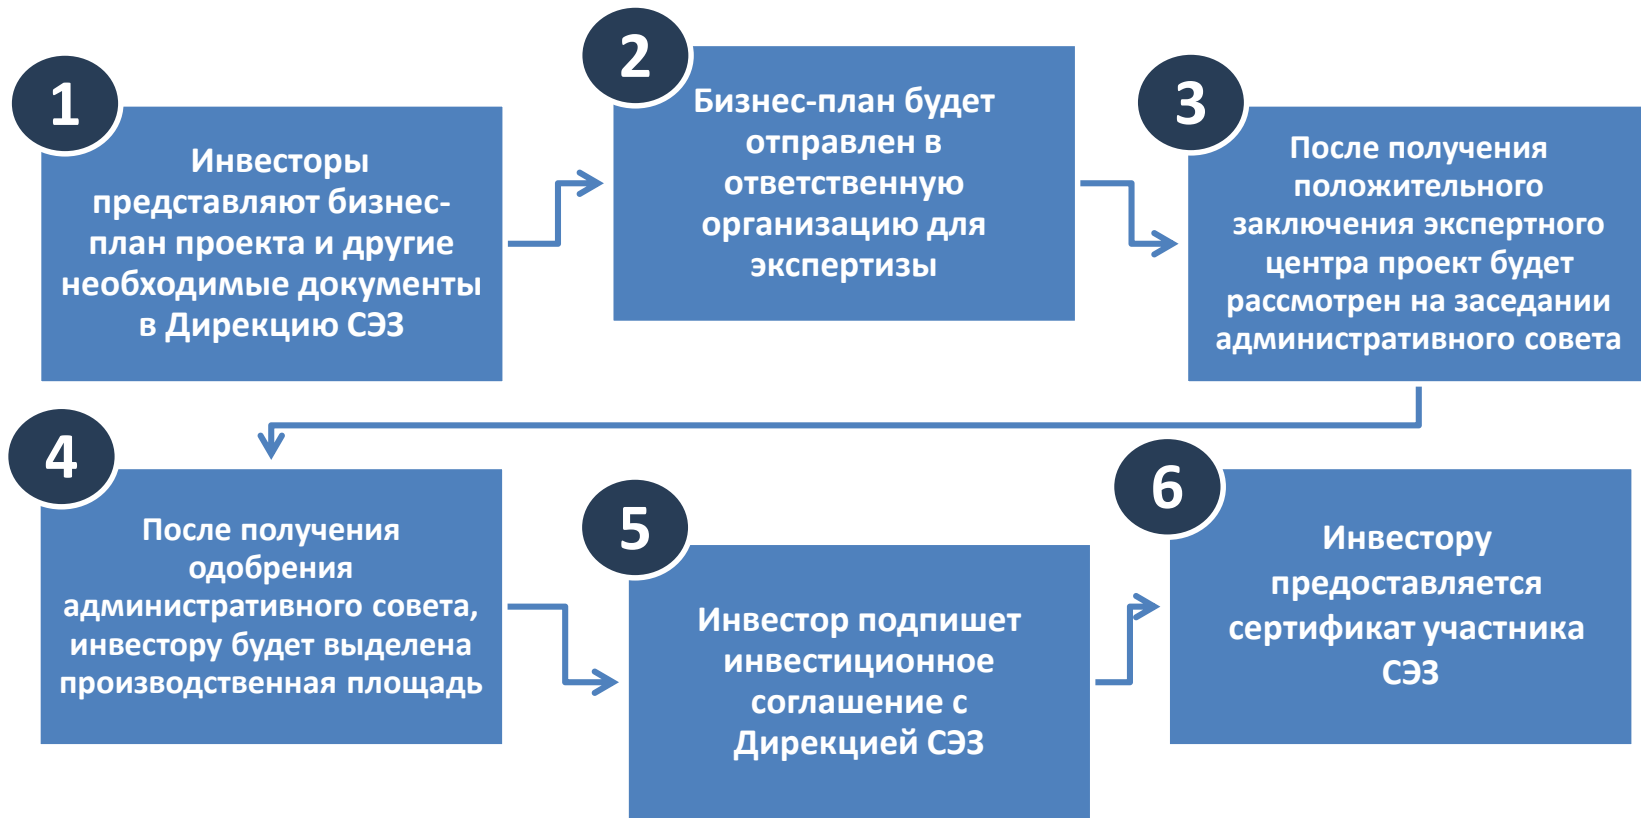 1
Инвесторы
представляют бизнес-
план проекта и другие
необходимые документы
в Дирекцию СЭЗ
2
Бизнес-план будет
отправлен в
ответственную
организацию для
экспертизы
3
После получения
положительного
заключения экспертного
центра проект будет
рассмотрен на заседании
административного совета
4
После получения
одобрения
административного совета,
инвестору будет выделена
производственная площадь
5
Инвестор подпишет
инвестиционное
соглашение с
Дирекцией СЭЗ
6
Инвестору
предоставляется
сертификат участника
СЭЗ